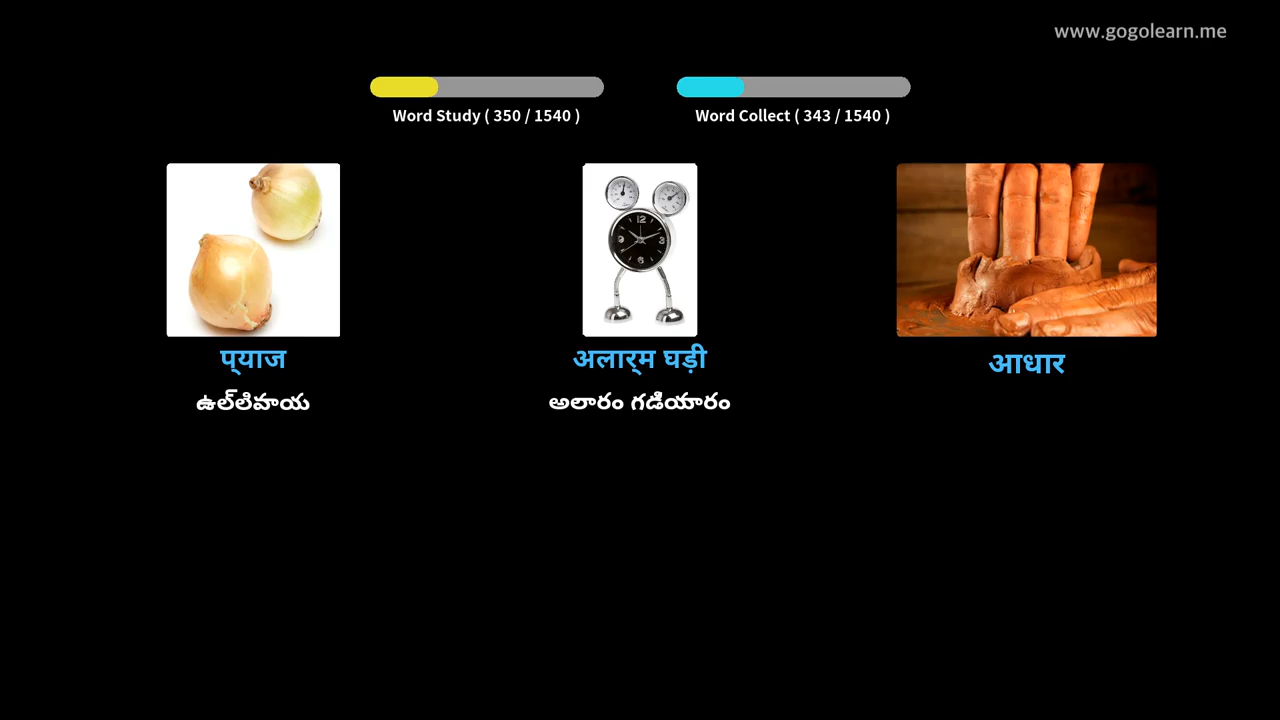 www.gogolearn.me
Word Study ( 350 / 1540 )
Word Collect ( 343 / 1540 )
प्याज
अलार्म घड़ी
आधार
ఉల్లిపాయ
అలారం గడియారం